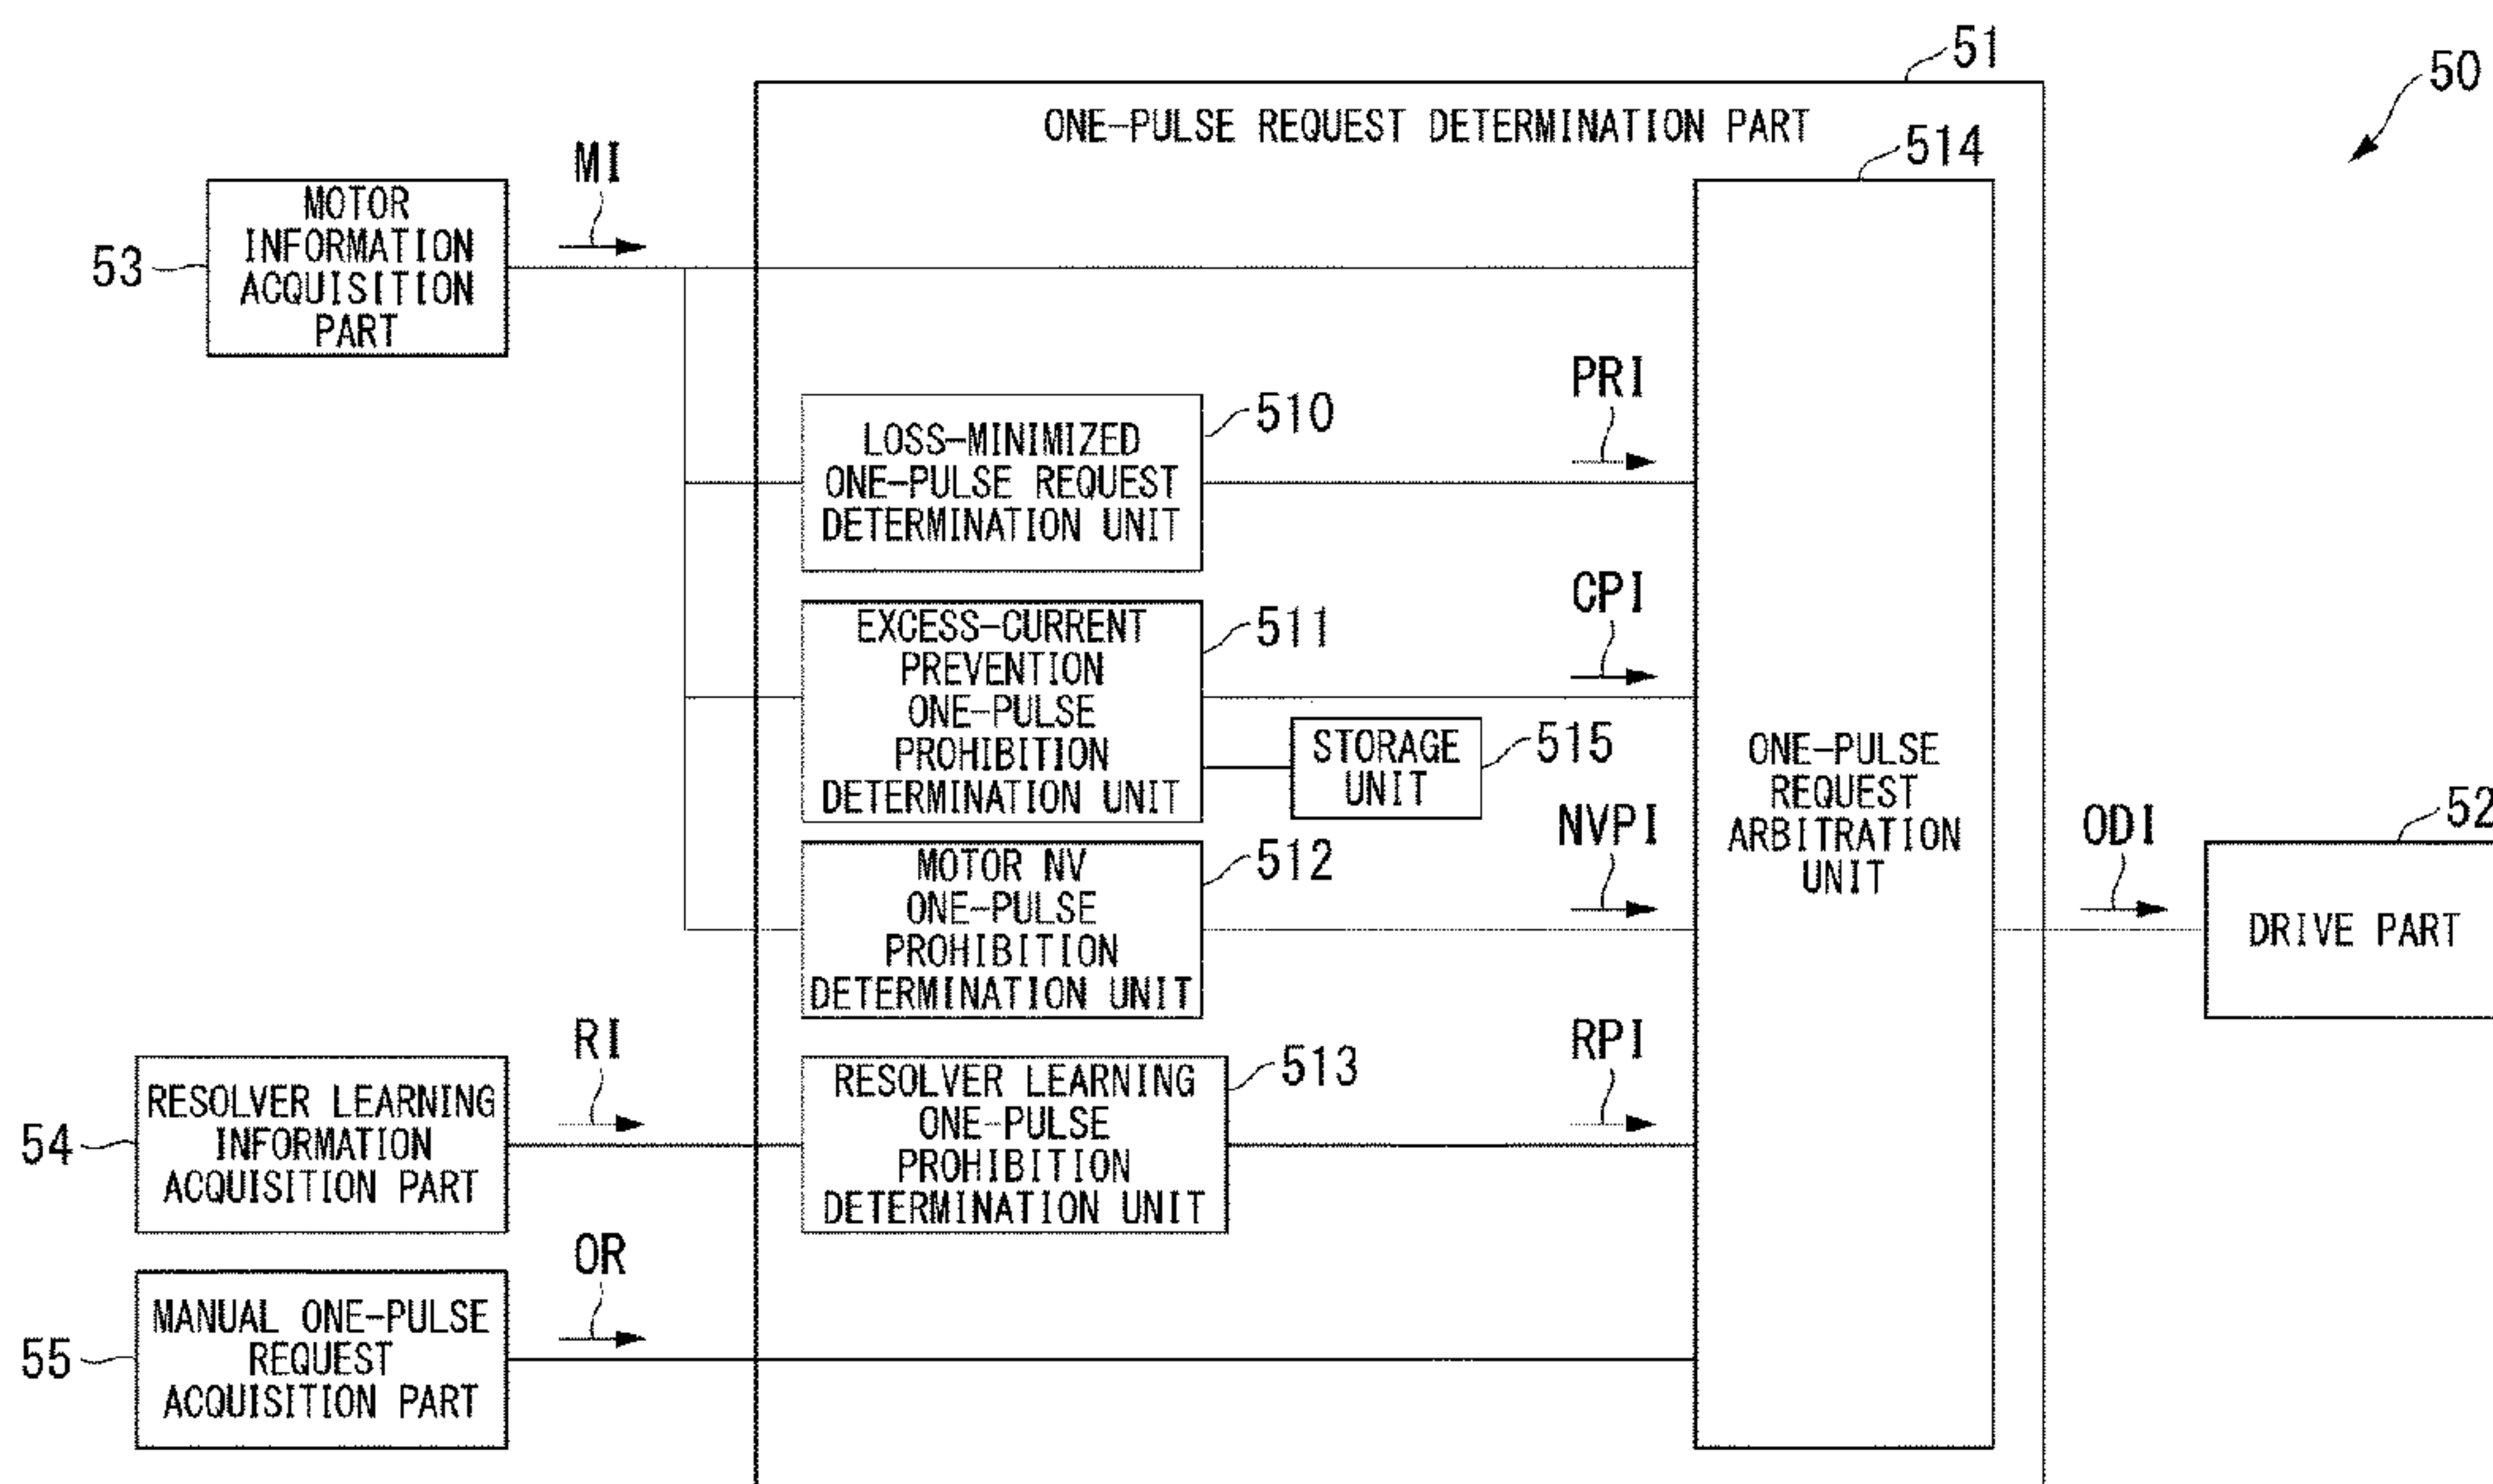 51
50
ONE-PULSE REQUEST DETERMINATION PART
514
MI
MOTOR
INFORMATION
ACQUISITION
PART
53
PRI
510
LOSS-MINIMIZED
ONE-PULSE REQUEST
DETERMINATION UNIT
CPI
511
EXCESS-CURRENT
PREVENTION
ONE-PULSE
PROHIBITION
DETERMINATION UNIT
STORAGE
UNIT
515
ONE-PULSE
REQUEST
ARBITRATION
UNIT
NVPI
512
MOTOR NV
ONE-PULSE
PROHIBITION
DETERMINATION UNIT
ODI
52
DRIVE PART
RI
RPI
54
RESOLVER LEARNING
INFORMATION
ACQUISITION PART
513
RESOLVER LEARNING
ONE-PULSE
PROHIBITION
DETERMINATION UNIT
OR
55
MANUAL ONE-PULSE
REQUEST
ACQUISITION PART